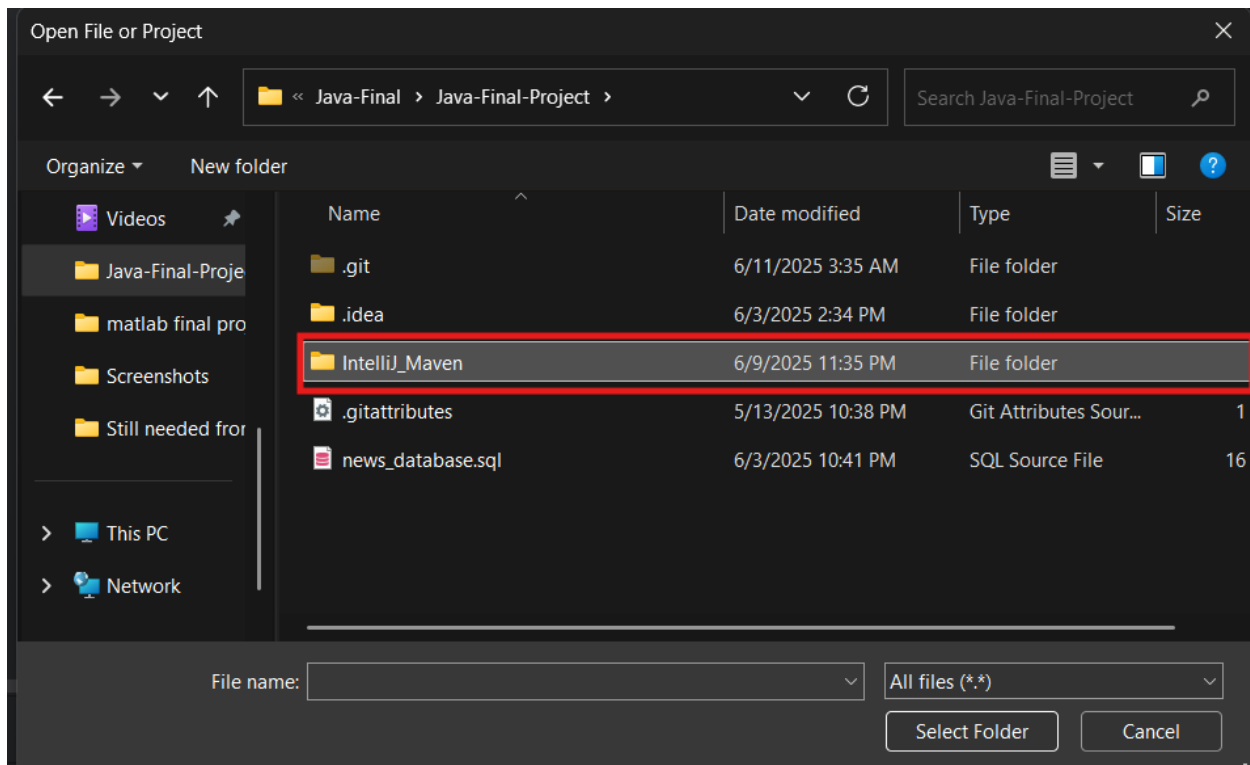 Open File or Project
« Java-Final > Java-Final-Project >
Search Java-Final-Project
Organize
New folder
?
Videos
Java-Final-Proje
matlab final pro
Screenshots
Still needed fror
This PC
Network
Name Date modified Type Size
.git 6/11/2025 3:35 AM File folder
.idea 6/3/2025 2:34 PM File folder
IntelliJ_Maven 6/9/2025 11:35 PM File folder
.gitattributes 5/13/2025 10:38 PM Git Attributes Sour... 1
news_database.sql 6/3/2025 10:41 PM SQL Source File 16
File name:
All files (*.*)
Select Folder
Cancel